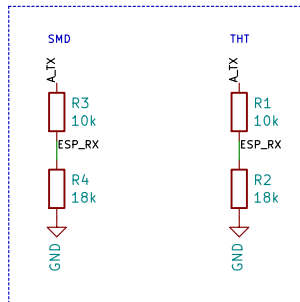 SMD
A_TX
R3
10k
ESP_RX
R4
18k
GND
THT
A_TX
R1
10k
ESP_RX
R2
18k
GND